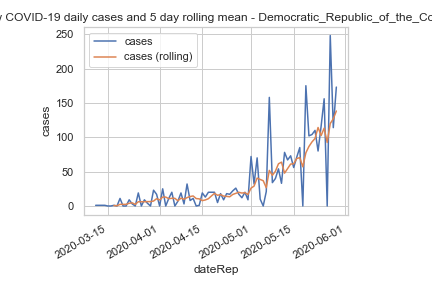 COVID-19 daily cases and 5 day rolling mean - Democratic_Republic_of_the_Co
cases
cases (rolling)
250
200
150
100
50
0
cases
2020-03-15
2020-04-01
2020-04-15
2020-05-01
2020-05-15
2020-06-01
dateRep